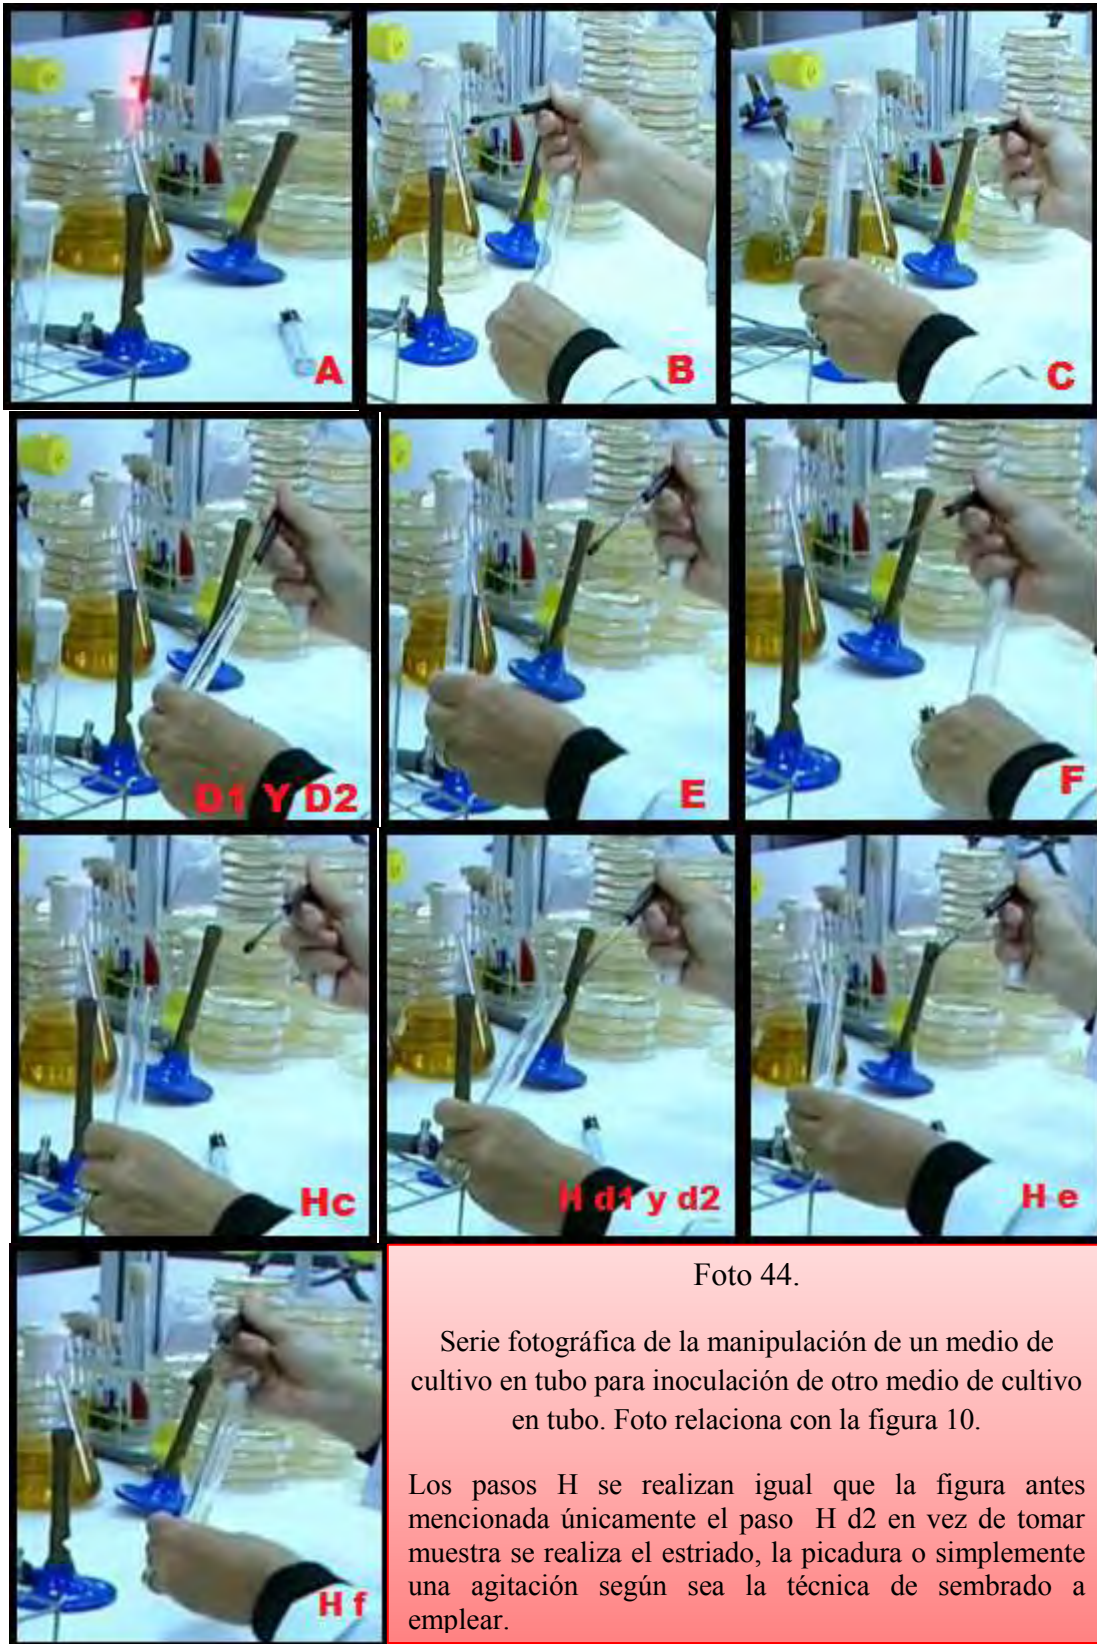 A
B
C
D1 Y D2
E
F
Hc
H d1 y d2
H e
H f
Foto 44.
Serie fotográfica de la manipulación de un medio de
cultivo en tubo para inoculación de otro medio de cultivo
en tubo. Foto relaciona con la figura 10.
Los pasos H se realizan igual que la figura antes
mencionada únicamente el paso H d2 en vez de tomar
muestra se realiza el estriado, la picadura o simplemente
una agitación según sea la técnica de sembrado a
emplear.